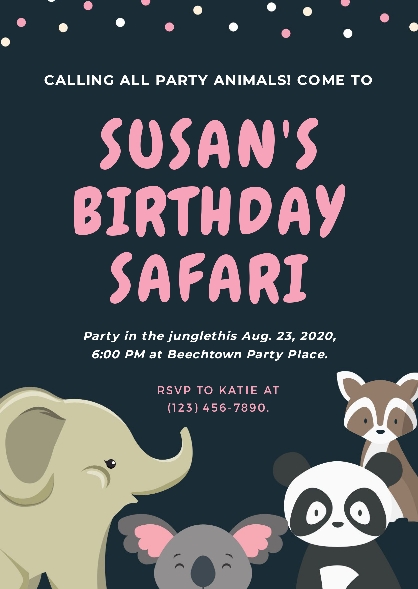 CALLING ALL PARTY ANIMALS! COME TO
SUSAN'S
BIRTHDAY
SAFARI
Party in the junglethis Aug. 23, 2020,
6:00 PM at Beechtown Party Place.
RSVP TO KATIE AT
(123) 456-7890.